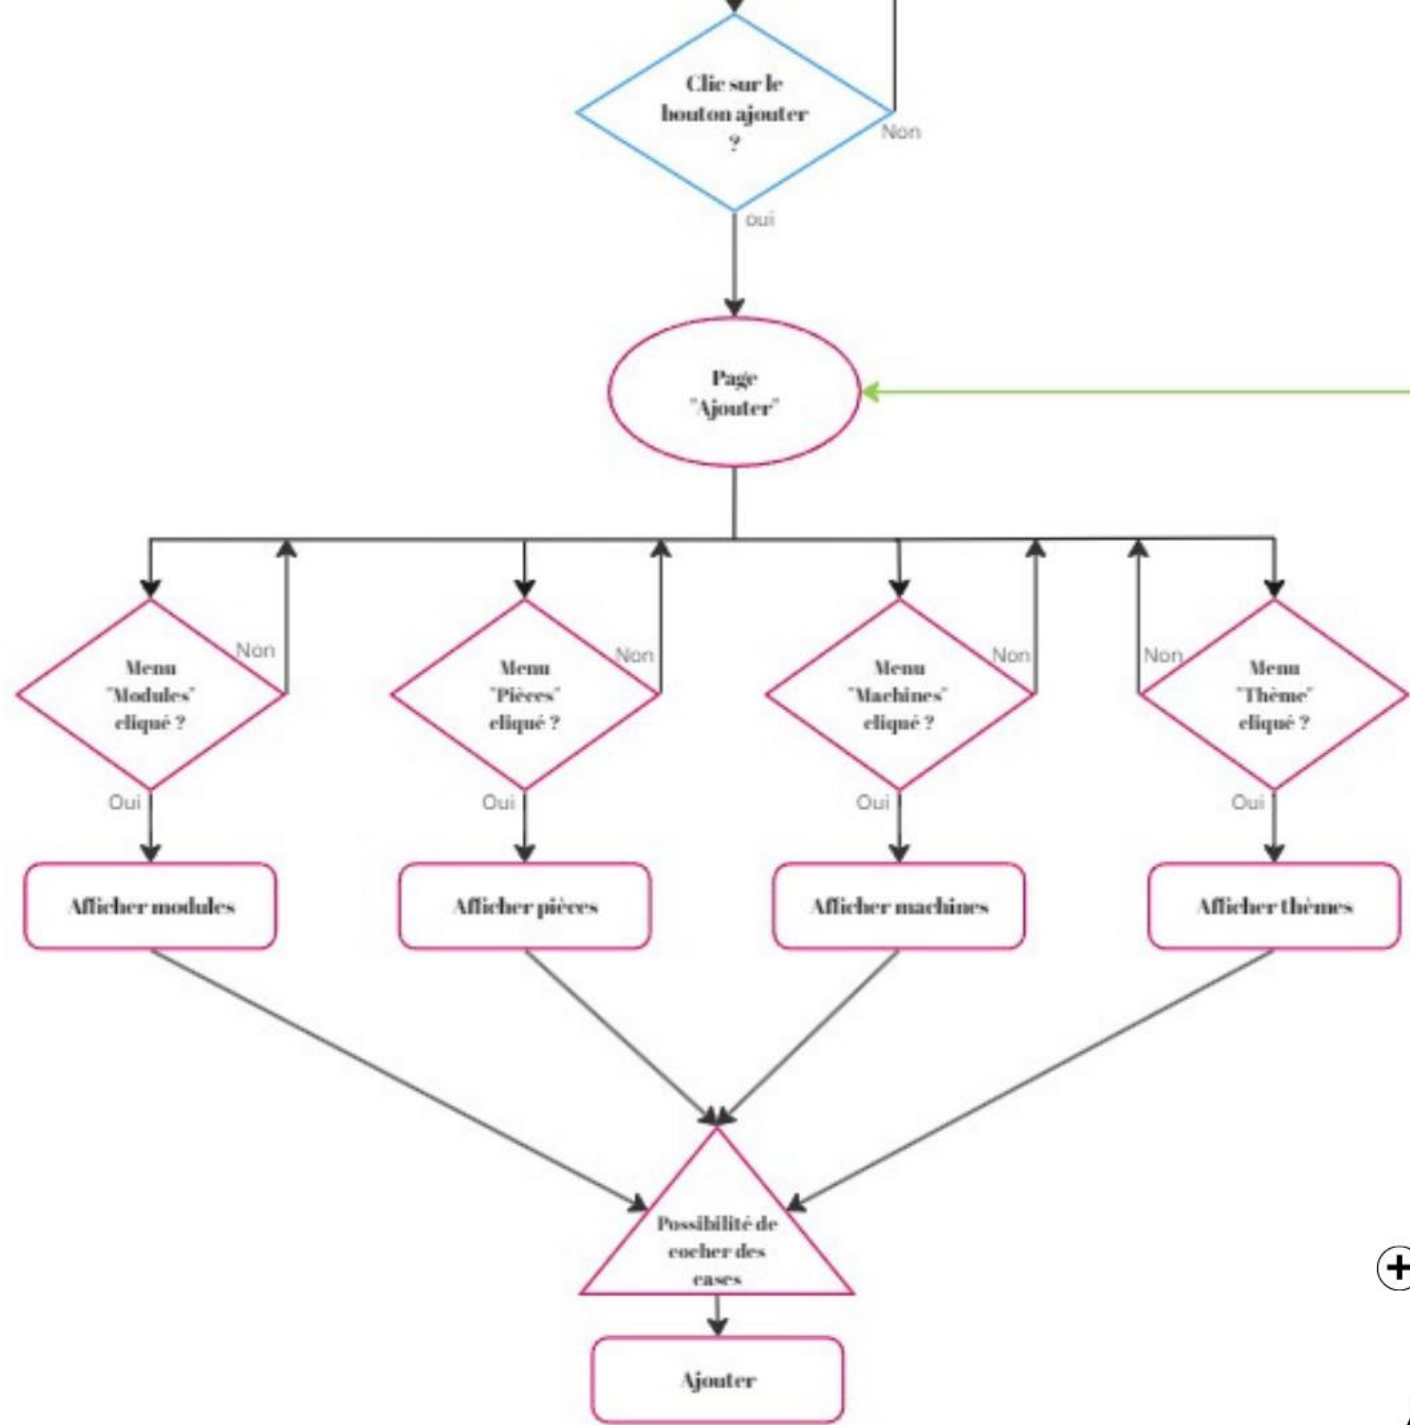 Clic sur le
bouton ajouter
?
Non
oui
Page
"Ajouter"
Non
Menu
"Modules"
cliqué ?
Non
Menu
"Pièces"
cliqué ?
Non
Menu
"Machines"
cliqué ?
Non
Menu
"Thème"
cliqué ?
Oui
Oui
Oui
Oui
Afficher modules
Afficher pièces
Afficher machines
Afficher thèmes
Possibilité de
cocher des
cases
Ajouter